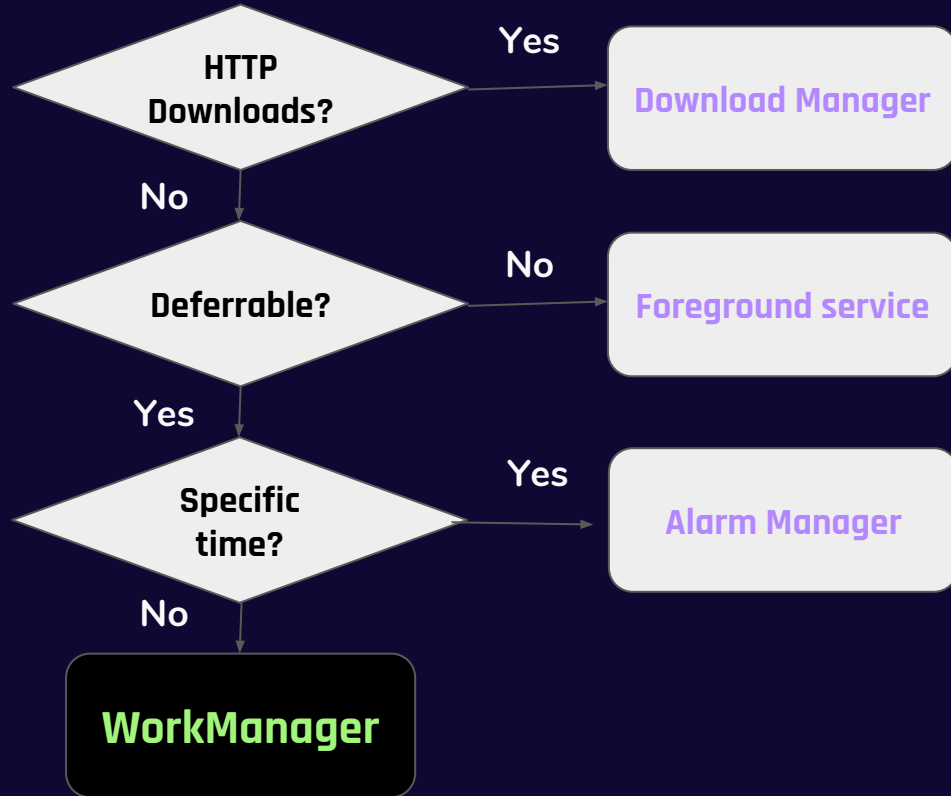 HTTP
Downloads?
Yes
Download Manager
No
Deferrable?
No
Foreground service
Yes
Specific
time?
Yes
Alarm Manager
No
WorkManager